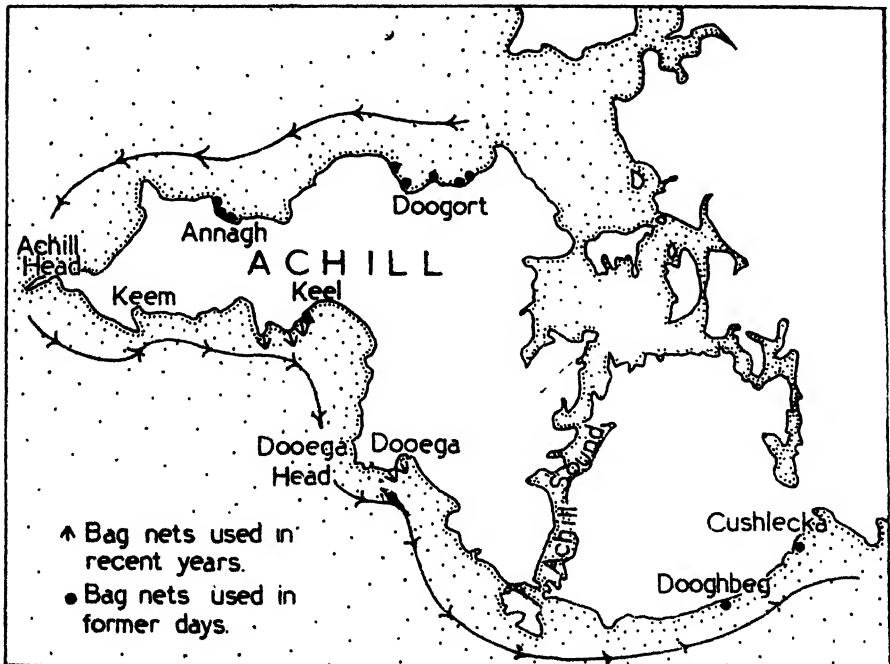 Doogort
Annagh
Achill
Head
ACHILL
Keel
Keem
Dooega
Head
Dooega
Achill Sound
Cushlecka
Dooghbeg
Bag nets used in
recent years.
Bag nets used in
former days.